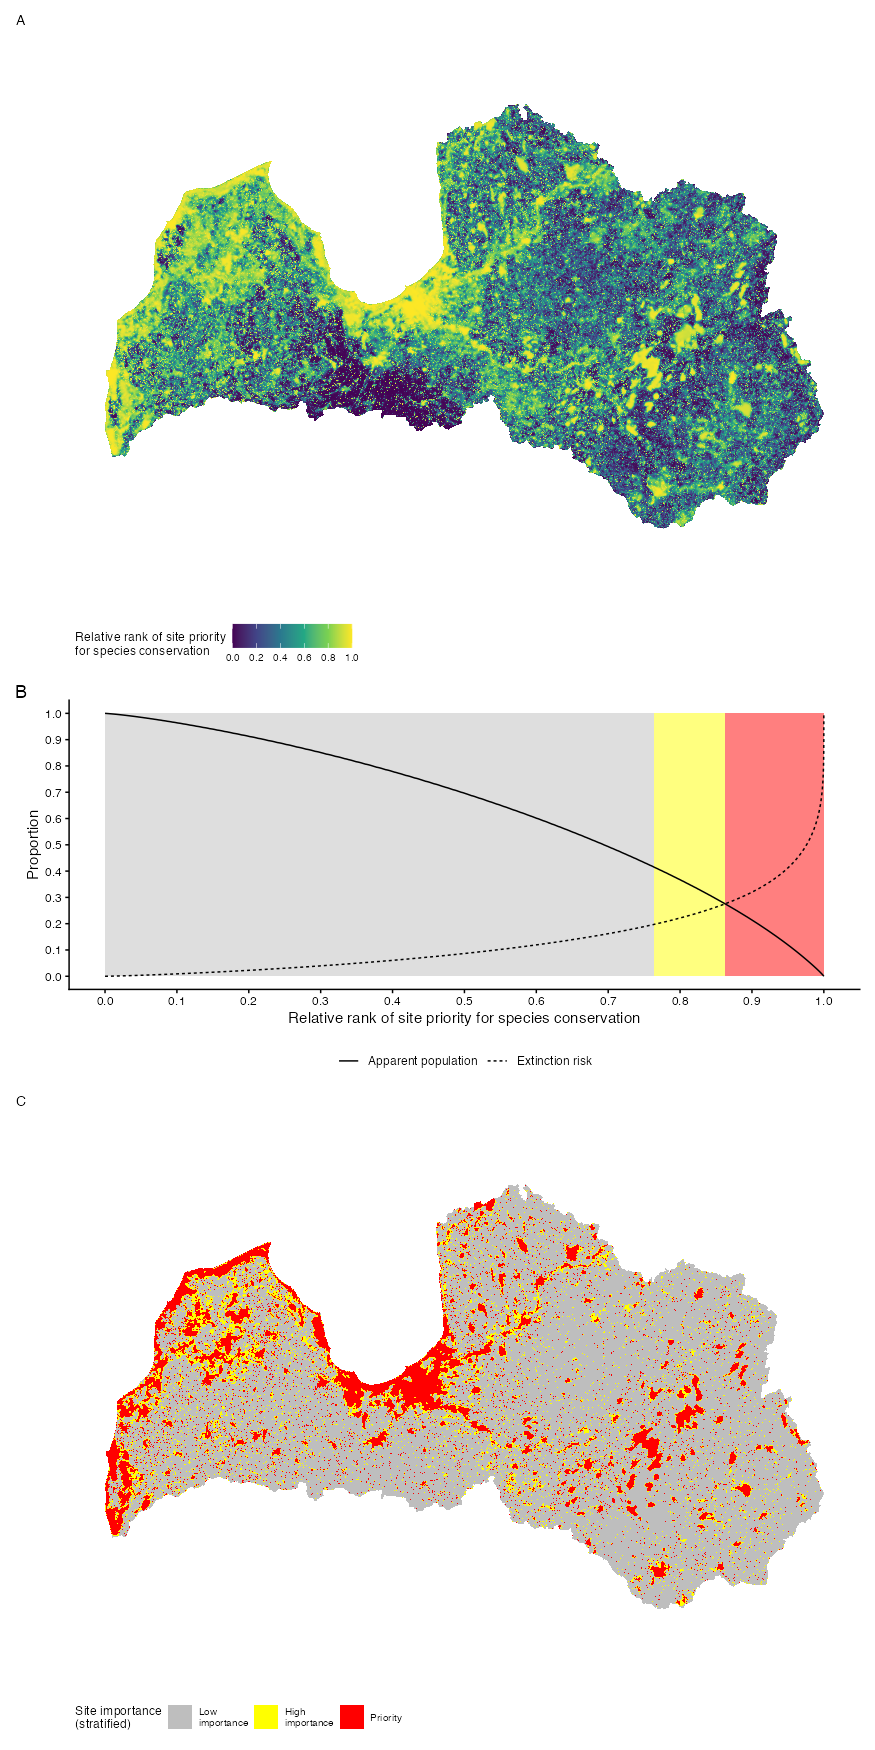 A
Relative rank of site priority
for species conservation
0.0 0.2 0.4 0.6 0.8 1.0
B
Proportion
1.0
0.9
0.8
0.7
0.6
0.5
0.4
0.3
0.2
0.1
0.0
0.0 0.1 0.2 0.3 0.4 0.5 0.6 0.7 0.8 0.9 1.0
Relative rank of site priority for species conservation
Apparent population Extinction risk
C
Site importance
(stratified)
Low
importance
High
importance
Priority